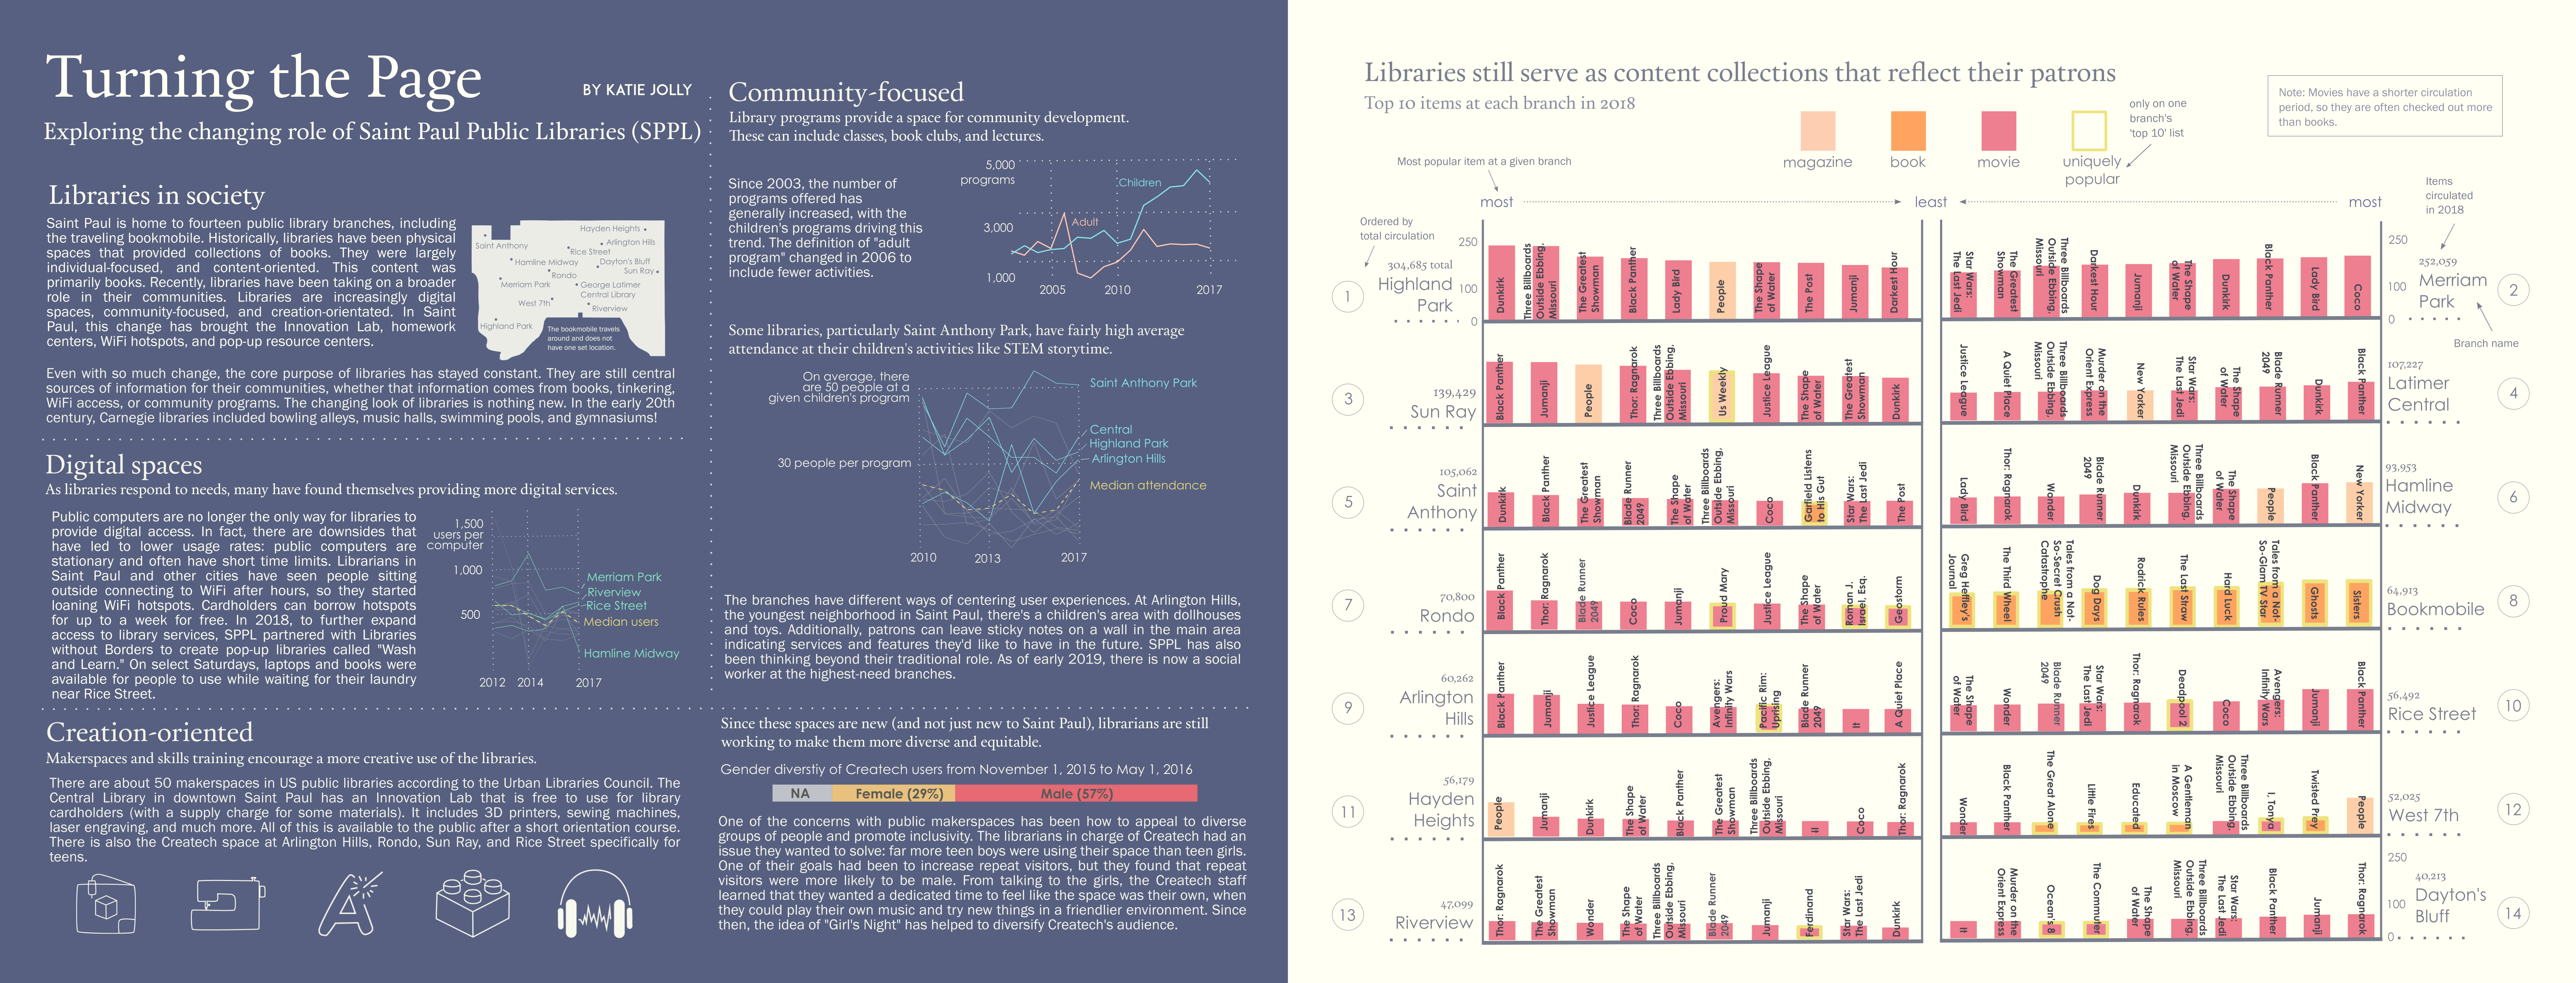 Turning the Page
BY KATIE JOLLY
Exploring the changing role of Saint Paul Public Libraries (SPPL)
Libraries in society
Saint Paul is home to fourteen public library branches, including
the traveling bookmobile. Historically, libraries have been physical
spaces that provided collections of books. They were largely
individual-focused, and content-oriented. This content was
primarily books. Recently, libraries have been taking on a broader
role in their communities. Libraries are increasingly digital
spaces, community-focused, and creation-orientated. In Saint
Paul, this change has brought the Innovation Lab, homework
centers, WiFi hotspots, and pop-up resource centers.
Hayden Heights
Saint Anthony
Arlington Hills
Rice Street
Hamline Midway
Dayton's Bluff
Sun Ray
Rondo
Merriam Park
George Latimer
Central Library
West 7th
Riverview
Highland Park
The bookmobile travels
around and does not
have one set location.
Even with so much change, the core purpose of libraries has stayed constant. They are still central
sources of information for their communities, whether that information comes from books, tinkering,
WiFi access, or community programs. The changing look of libraries is nothing new. In the early 20th
century, Carnegie libraries included bowling alleys, music halls, swimming pools, and gymnasiums!
Digital spaces
As libraries respond to needs, many have found themselves providing more digital services.
Public computers are no longer the only way for libraries to
provide digital access. In fact, there are downsides that
have led to lower usage rates: public computers are
stationary and often have short time limits. Librarians in
Saint Paul and other cities have seen people sitting
outside connecting to WiFi after hours, so they started
loaning WiFi hotspots. Cardholders can borrow hotspots
for up to a week for free. In 2018, to further expand
access to library services, SPPL partnered with Libraries
without Borders to create pop-up libraries called "Wash
and Learn." On select Saturdays, laptops and books were
available for people to use while waiting for their laundry
near Rice Street.
1,500
users per
computer
1,000
500
Merriam Park
Riverview
Rice Street
Median users
Hamline Midway
2012 2014 2017
Creation-oriented
Makerspaces and skills training encourage a more creative use of the libraries.
There are about 50 makerspaces in US public libraries according to the Urban Libraries Council. The
Central Library in downtown Saint Paul has an Innovation Lab that is free to use for library
cardholders (with a supply charge for some materials). It includes 3D printers, sewing machines,
laser engraving, and much more. All of this is available to the public after a short orientation course.
There is also the Createch space at Arlington Hills, Rondo, Sun Ray, and Rice Street specifically for
teens.
Community-focused
Library programs provide a space for community development.
These can include classes, book clubs, and lectures.
Since 2003, the number of
programs offered has
generally increased, with the
children's programs driving this
trend. The definition of "adult
program" changed in 2006 to
include fewer activities.
5,000
programs
3,000
1,000
Children
Adult
2005 2010 2017
Some libraries, particularly Saint Anthony Park, have fairly high average
attendance at their children's activities like STEM storytime.
On average, there
are 50 people at a
given children's program
30 people per program
Saint Anthony Park
Central
Highland Park
Arlington Hills
Median attendance
2010 2013 2017
The branches have different ways of centering user experiences. At Arlington Hills,
the youngest neighborhood in Saint Paul, there's a children's area with dollhouses
and toys. Additionally, patrons can leave sticky notes on a wall in the main area
indicating services and features they'd like to have in the future. SPPL has also
been thinking beyond their traditional role. As of early 2019, there is now a social
worker at the highest-need branches.
Since these spaces are new (and not just new to Saint Paul), librarians are still
working to make them more diverse and equitable.
Gender diverstiy of Createch users from November 1, 2015 to May 1, 2016
NA Female (29%) Male (57%)
One of the concerns with public makerspaces has been how to appeal to diverse
groups of people and promote inclusivity. The librarians in charge of Createch had an
issue they wanted to solve: far more teen boys were using their space than teen girls.
One of their goals had been to increase repeat visitors, but they found that repeat
visitors were more likely to be male. From talking to the girls, the Createch staff
learned that they wanted a dedicated time to feel like the space was their own, when
they could play their own music and try new things in a friendlier environment. Since
then, the idea of "Girl's Night" has helped to diversify Createch's audience.
Libraries still serve as content collections that reflect their patrons
Top 10 items at each branch in 2018
magazine
book
movie
uniquely
popular
only on one
branch's
'top 10' list
Note: Movies have a shorter circulation
period, so they are often checked out more
than books.
Most popular item at a given branch
most
least
most
Items
circulated
in 2018
Ordered by
total circulation
Branch name
250
100
0
1
304,685 total
Highland
Park
Dunkirk
Three Billboards
Outside Ebbing,
Missouri
The Greatest
Showman
Black Panther
Lady Bird
People
The Shape
of Water
The Post
Jumanji
Darkest Hour
Star Wars:
The Last Jedi
The Greatest
Showman
Three Billboards
Outside Ebbing,
Missouri
Darkest Hour
Jumanji
The Shape
of Water
Dunkirk
Black Panther
Lady Bird
Coco
250
100
0
252,059
Merriam
Park
2
3
139,429
Sun Ray
Black Panther
Jumanji
People
Thor: Ragnarok
Three Billboards
Outside Ebbing,
Missouri
Us Weekly
Justice League
The Shape
of Water
The Greatest
Showman
Dunkirk
Justice League
A Quiet Place
Three Billboards
Outside Ebbing,
Missouri
Murder on the
Orient Express
New Yorker
Star Wars:
The Last Jedi
The Shape
of Water
Blade Runner
2049
Dunkirk
Black Panther
107,227
Latimer
Central
4
5
105,062
Saint
Anthony
Dunkirk
Black Panther
The Greatest
Showman
Blade Runner
2049
The Shape
of Water
Three Billboards
Outside Ebbing,
Missouri
Coco
Garfield Listens
to His Gut
Star Wars:
The Last Jedi
The Post
Lady Bird
Thor: Ragnarok
Wonder
Blade Runner
2049
Dunkirk
Three Billboards
Outside Ebbing,
Missouri
The Shape
of Water
People
Black Panther
New Yorker
93,953
Hamline
Midway
6
7
70,800
Rondo
Black Panther
Thor: Ragnarok
Blade Runner
2049
Coco
Jumanji
Proud Mary
Justice League
The Shape
of Water
Roman J.
Israel, Esq.
Geostorm
Greg Heffley's
Journal
The Third Wheel
Tales from a Not-
So-Secret Crush
Catastrophe
Dog Days
Rodrick Rules
The Last Straw
Hard Luck
Tales from a Not-
So-Glam TV Star
Ghosts
Sisters
64,913
Bookmobile
8
9
60,262
Arlington
Hills
Black Panther
Jumanji
Justice League
Thor: Ragnarok
Coco
Avengers:
Infinity Wars
Pacific Rim:
Uprising
Blade Runner
2049
It
A Quiet Place
The Shape
of Water
Wonder
Blade Runner
2049
Star Wars:
The Last Jedi
Thor: Ragnarok
Deadpool 2
Coco
Avengers:
Infinity Wars
Jumanji
Black Panther
56,492
Rice Street
10
11
56,179
Hayden
Heights
People
Jumanji
Dunkirk
The Shape
of Water
Black Panther
The Greatest
Showman
Three Billboards
Outside Ebbing,
Missouri
It
Coco
Thor: Ragnarok
Wonder
Black Panther
The Great Alone
Little Fires
Educated
A Gentleman
in Moscow
Three Billboards
Outside Ebbing,
Missouri
I, Tonya
Twisted Prey
People
52,025
West 7th
12
13
47,099
Riverview
Thor: Ragnarok
The Greatest
Showman
Wonder
The Shape
of Water
Three Billboards
Outside Ebbing,
Missouri
Blade Runner
2049
Jumanji
Ferdinand
Star Wars:
The Last Jedi
Dunkirk
It
Murder on the
Orient Express
Ocean's 8
The Commuter
The Shape
of Water
Three Billboards
Outside Ebbing,
Missouri
Star Wars:
The Last Jedi
Black Panther
Jumanji
Thor: Ragnarok
250
100
0
40,213
Dayton's
Bluff
14